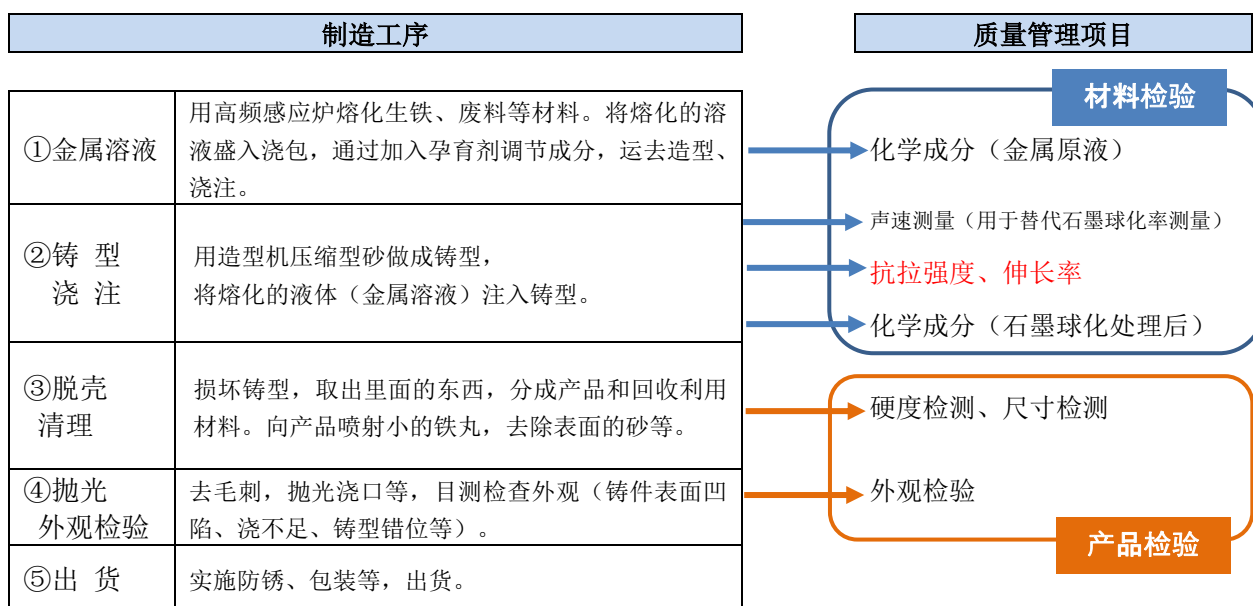 制造工序
质量管理项目
材料检验
①金属溶液
用高频感应炉熔化生铁、废料等材料。将熔化的溶
液盛入浇包，通过加入孕育剂调节成分，运去造型、
浇注。
化学成分（金属原液）
②铸 型
浇 注
用造型机压缩型砂做成铸型，
将熔化的液体（金属溶液）注入铸型。
声速测量（用于替代石墨球化率测量）
抗拉强度、伸长率
化学成分（石墨球化处理后）
③脱壳
清理
损坏铸型，取出里面的东西，分成产品和回收利用
材料。向产品喷射小的铁丸，去除表面的砂等。
硬度检测、尺寸检测
④抛光
外观检验
去毛刺，抛光浇口等，目测检查外观（铸件表面凹
陷、浇不足、铸型错位等）。
外观检验
产品检验
⑤出 货
实施防锈、包装等，出货。